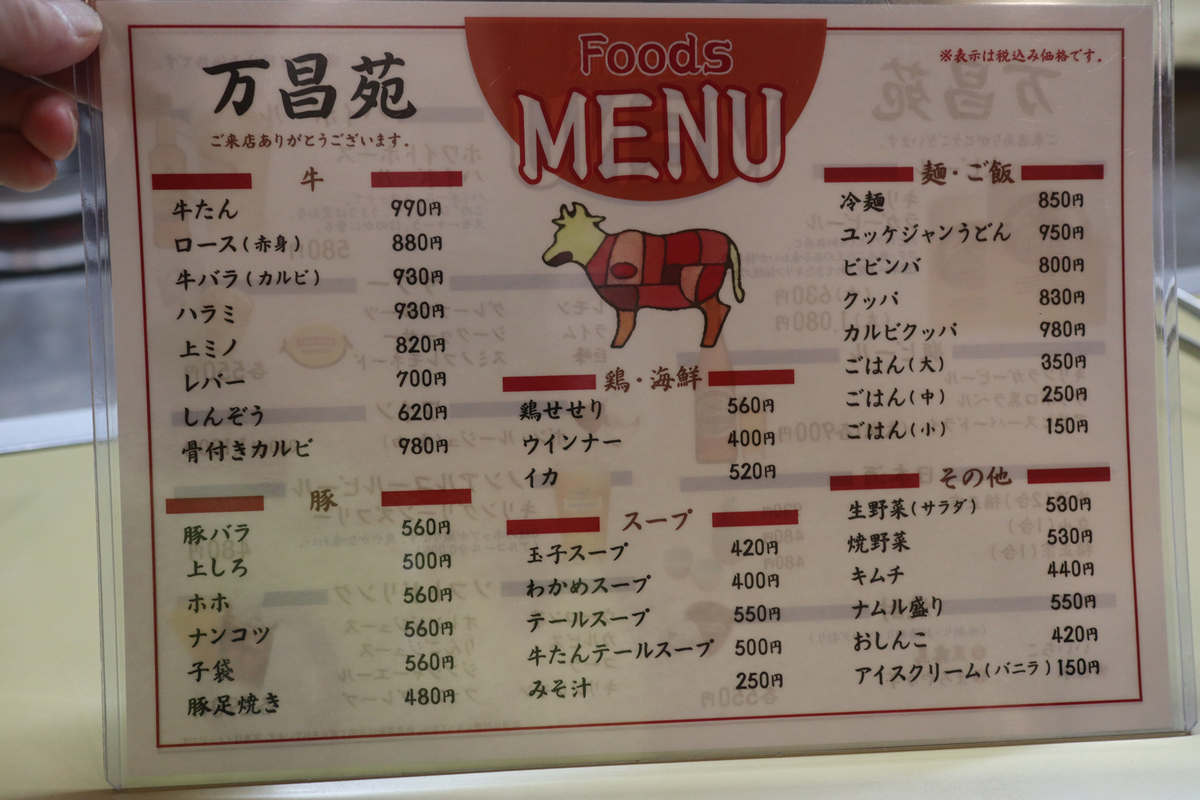 万昌苑
ご来店ありがとうございます。
Foods
MENU
※表示は税込み価格です。
牛
牛たん 990円
ロース(赤身) 880円
牛バラ(カルビ) 930円
ハラミ 930円
上ミノ 820円
レバー 700円
しんぞう 620円
骨付きカルビ 980円
豚
豚バラ 560円
上しろ 500円
ホホ 560円
ナンコツ 560円
子袋 560円
豚足焼き 480円
鶏・海鮮
鶏せせり 560円
ウインナー 400円
イカ 520円
スープ
玉子スープ 420円
わかめスープ 400円
テールスープ 550円
牛たんテールスープ 500円
みそ汁 250円
麺・ご飯
冷麺 850円
ユッケジャンうどん 950円
ビビンバ 800円
クッパ 830円
カルビクッパ 980円
ごはん(大) 350円
ごはん(中) 250円
ごはん(小) 150円
その他
生野菜(サラダ) 530円
焼野菜 530円
キムチ 440円
ナムル盛り 550円
おしんこ 420円
アイスクリーム(バニラ) 150円